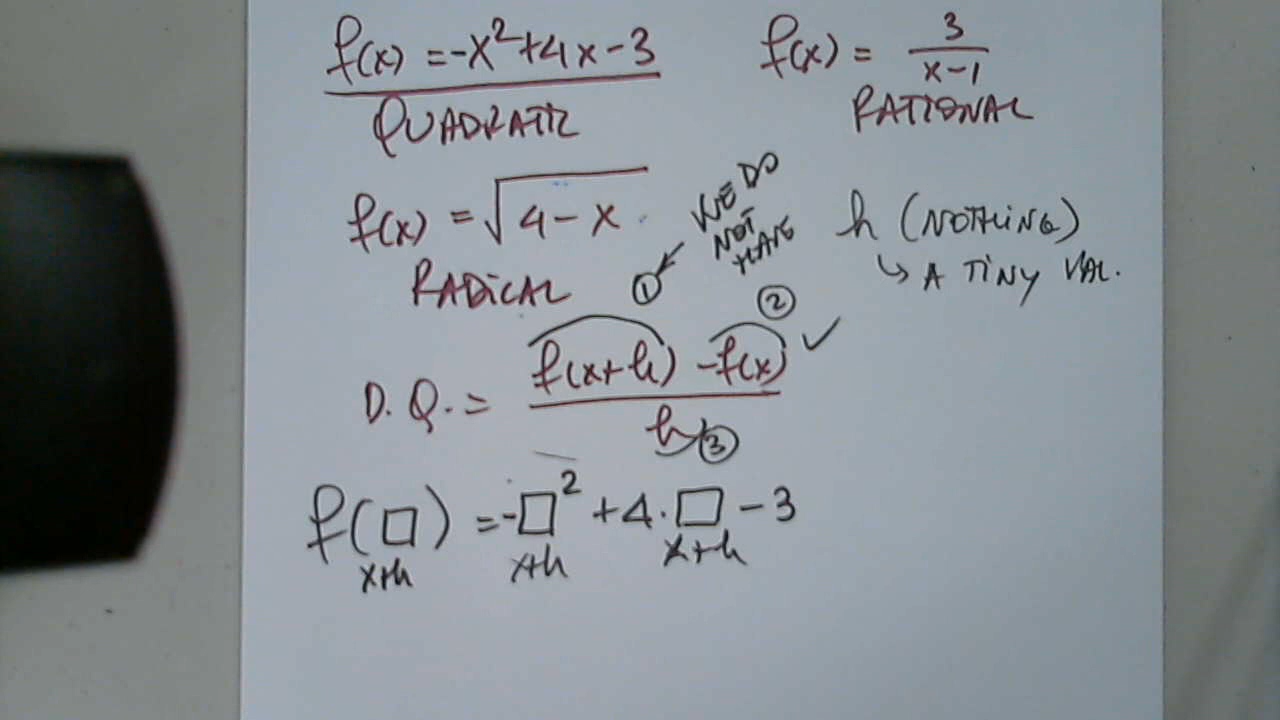 f(x) = -x²+4x-3
QUADRATIC
f(x) = 3/(x-1)
RATIONAL
f(x) = √(4-x)
RADICAL
WE DO
NOT
HAVE
h (NOTHING)
↳ A TINY VAL.
① ②
D. Q. = (f(x+h) -f(x))/h ✓
③
f(□) = -□² + 4·□ - 3
x+h x+h x+h